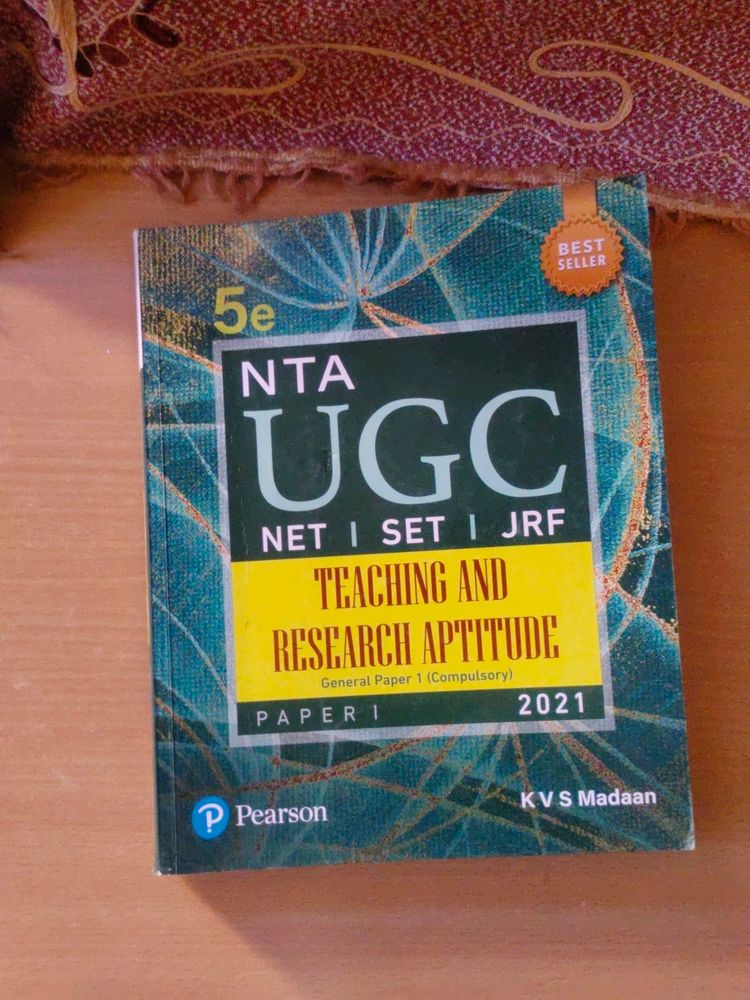 BEST
SELLER
5e
NTA
UGC
NET | SET | JRF
TEACHING AND
RESEARCH APTITUDE
General Paper 1 (Compulsory)
PAPER I
2021
K V S Madaan
P Pearson